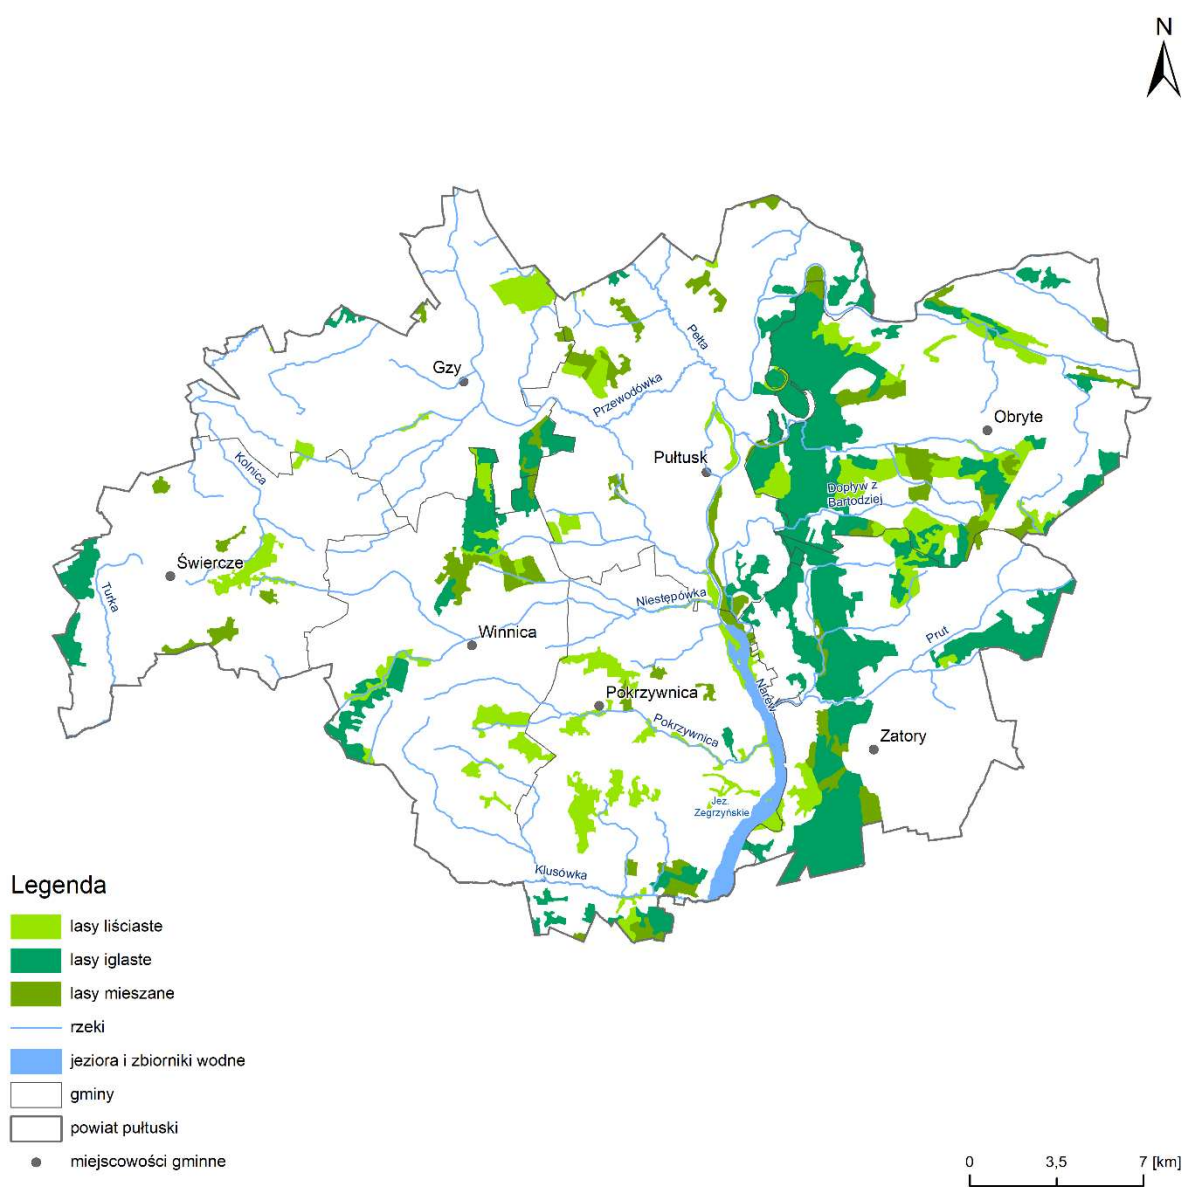 N
Gzy
Pełta
Przewodówka
Obryte
Kolnica
Pułtusk
Dopływ z
Bartodziej
Świercze
Turka
Niestępówka
Winnica
Prut
Pokrzywnica
Narew
Pokrzywnica
Zatory
Jez.
Zegrzyńskie
Klusówka
Legenda
lasy liściaste
lasy iglaste
lasy mieszane
rzeki
jeziora i zbiorniki wodne
gminy
powiat pułtuski
miejscowości gminne
0 3,5 7 [km]